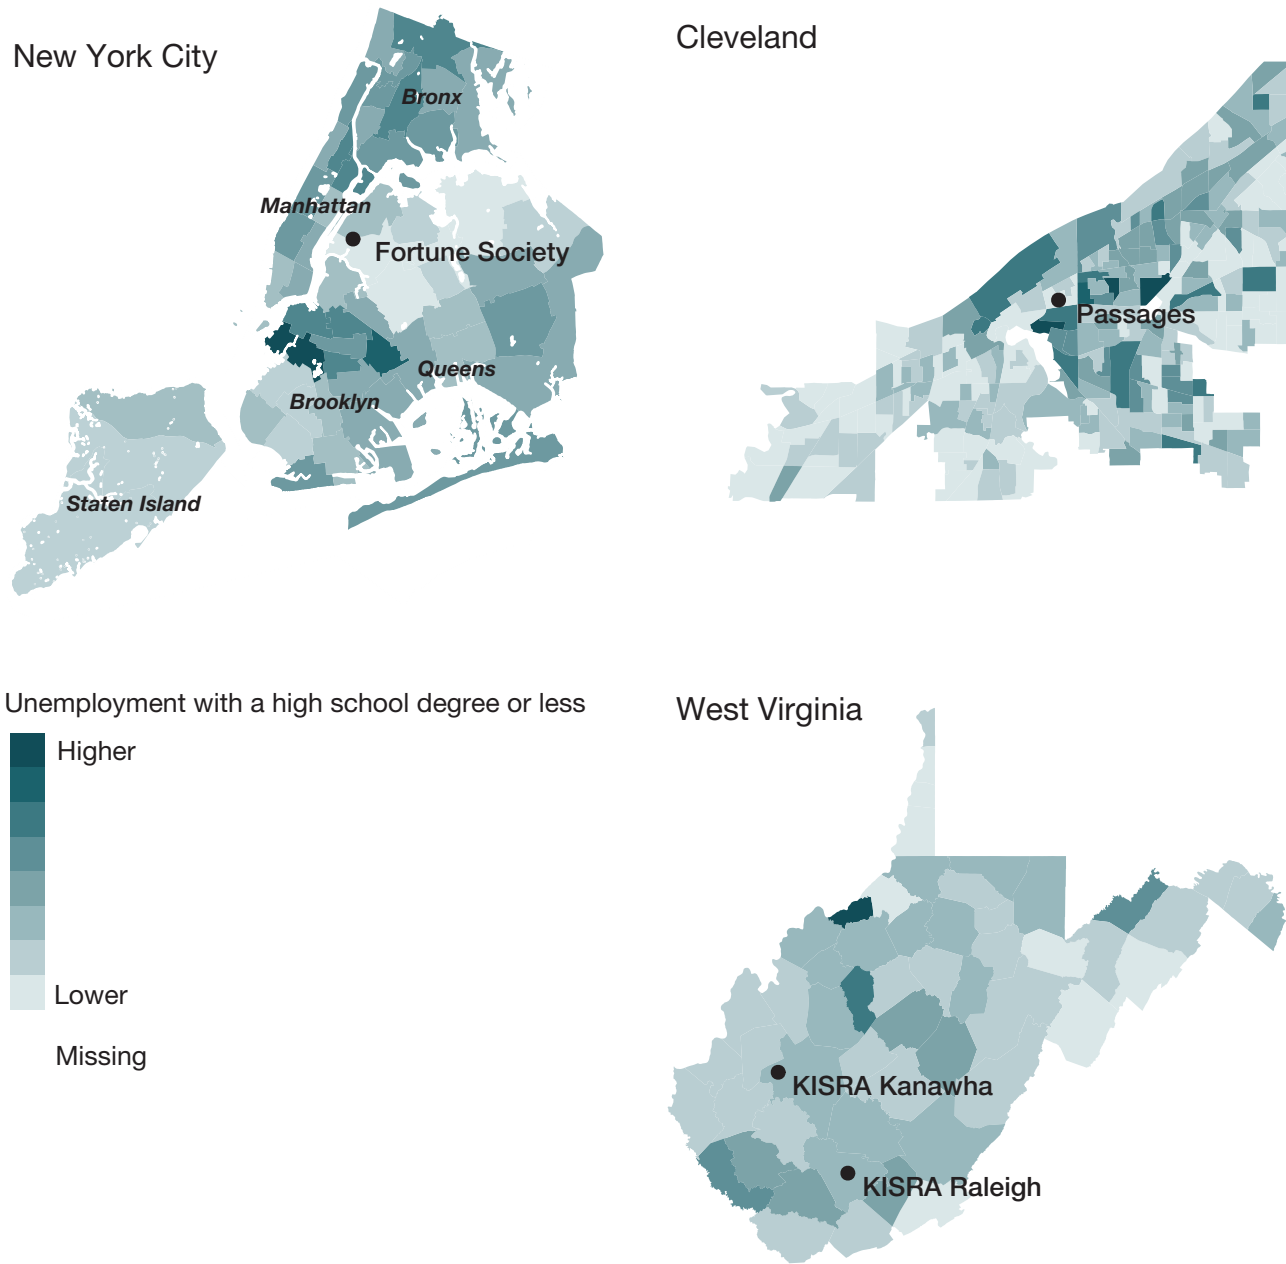 New York City
Bronx
Manhattan
Fortune Society
Queens
Brooklyn
Staten Island
Cleveland
Passages
Unemployment with a high school degree or less
Higher
Lower
Missing
West Virginia
KISRA Kanawha
KISRA Raleigh